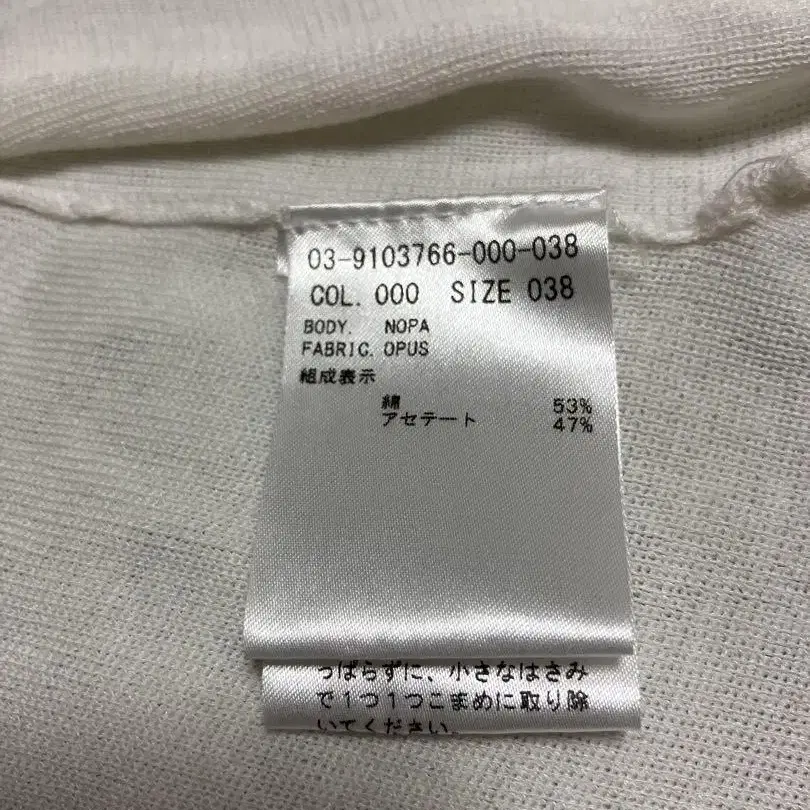 03-9103766-000-038
COL. 000 SIZE 038
BODY. NOPA
FABRIC. OPUS
組成表示
綿 53%
アセテート 47%
っぱらずに、小さなはさみ
で1つ1つこまめに取り除
いてください。